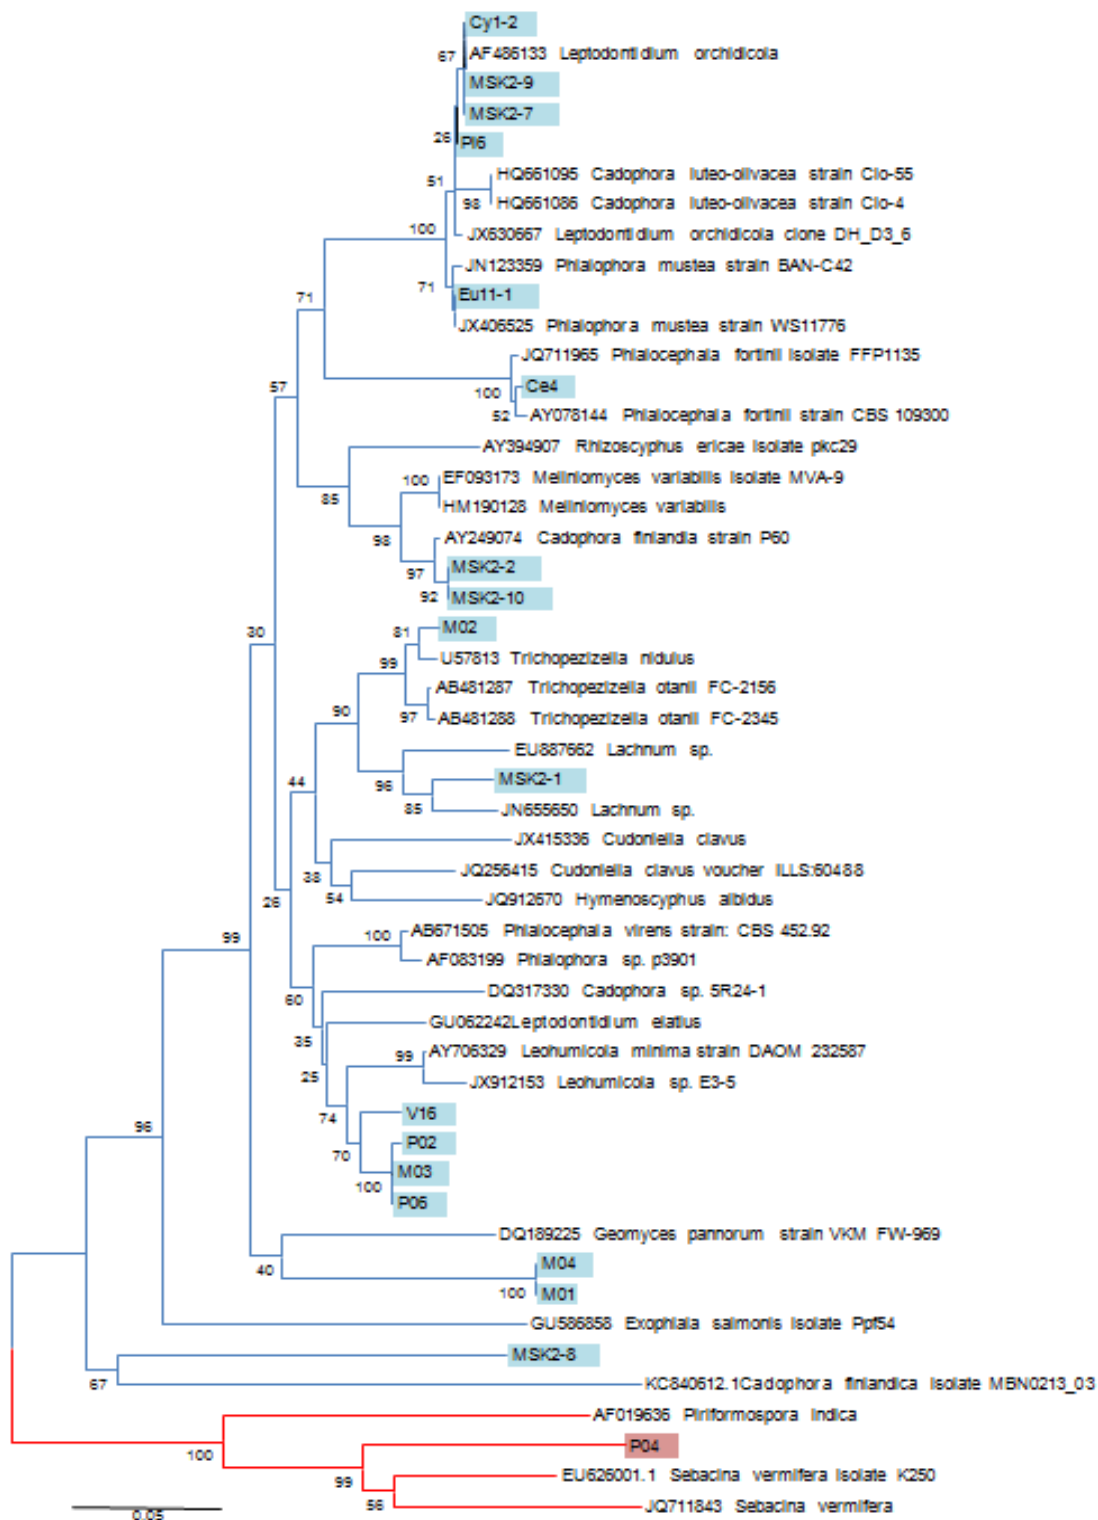 Cy1-2
67
AF486133 Leptodontidium orchidicola
MSK2-9
MSK2-7
26
PI6
HQ661095 Cadophora luteo-olivacea strain Clo-55
51
98
HQ661086 Cadophora luteo-olivacea strain Clo-4
100
JX630667 Leptodontidium orchidicola clone DH_D3_6
JN123359 Phialophora mustea strain BAN-C42
71
Eu11-1
71
JX406525 Phialophora mustea strain WS11776
JQ711965 Phialocephala fortinii isolate FFP1135
57
100
Ce4
52
AY078144 Phialocephala fortinii strain CBS 109300
AY394907 Rhizoscyphus ericae isolate pkc29
100
EF093173 Meliniomyces variabilis isolate MVA-9
85
HM190128 Meliniomyces variabilis
98
AY249074 Cadophora finlandia strain P60
97
MSK2-2
92
MSK2-10
30
81
M02
99
U57813 Trichopezizella nidulus
AB481287 Trichopezizella otanii FC-2156
90
97
AB481288 Trichopezizella otanii FC-2345
EU887662 Lachnum sp.
44
96
MSK2-1
85
JN655650 Lachnum sp.
JX415336 Cudoniella clavus
38
JQ256415 Cudoniella clavus voucher ILLS:60488
26
54
JQ912670 Hymenoscyphus albidus
99
100
AB671505 Phialocephala virens strain: CBS 452.92
AF083199 Phialophora sp. p3901
60
DQ317330 Cadophora sp. 5R24-1
GU062242Leptodontidium elatius
35
99
AY706329 Leohumicola minima strain DAOM 232587
25
JX912153 Leohumicola sp. E3-5
74
V16
96
70
P02
M03
100
P06
DQ189225 Geomyces pannorum strain VKM FW-969
40
M04
100
M01
GU586858 Exophiala salmonis isolate Ppf54
MSK2-8
67
KC840612.1Cadophora finlandica isolate MBN0213_03
AF019636 Piriformospora indica
100
P04
99
EU626001.1 Sebacina vermifera isolate K250
56
JQ711843 Sebacina vermifera
0.05